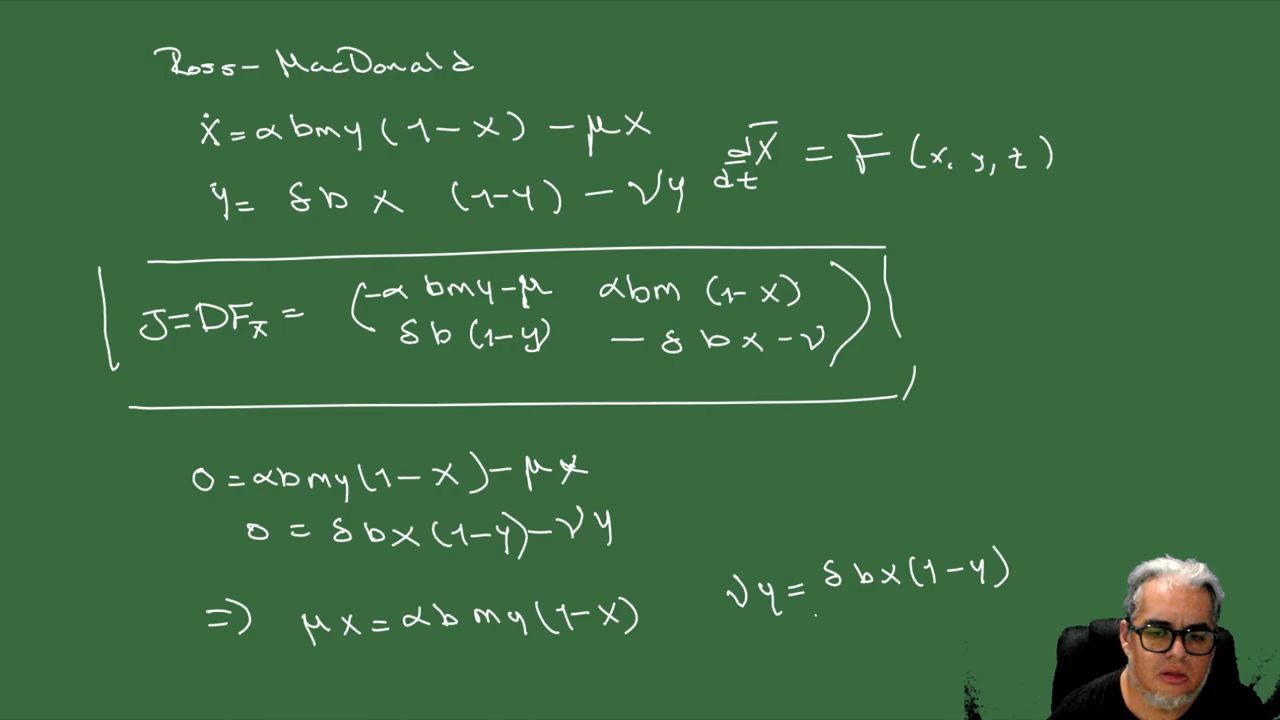 Ross-MacDonald
ẋ = αbmy(1-x) - μx
ẏ = δbx(1-y) - νy
dX̄/dt = F(x, y, t)
J=DF_x̄ = (-αbmy-μ αbm(1-x)
δb(1-y) -δbx-ν)
0 = αbmy(1-x) - μx
0 = δbx(1-y) - νy
⇒ μx = αbmy(1-x)
νy = δbx(1-y)